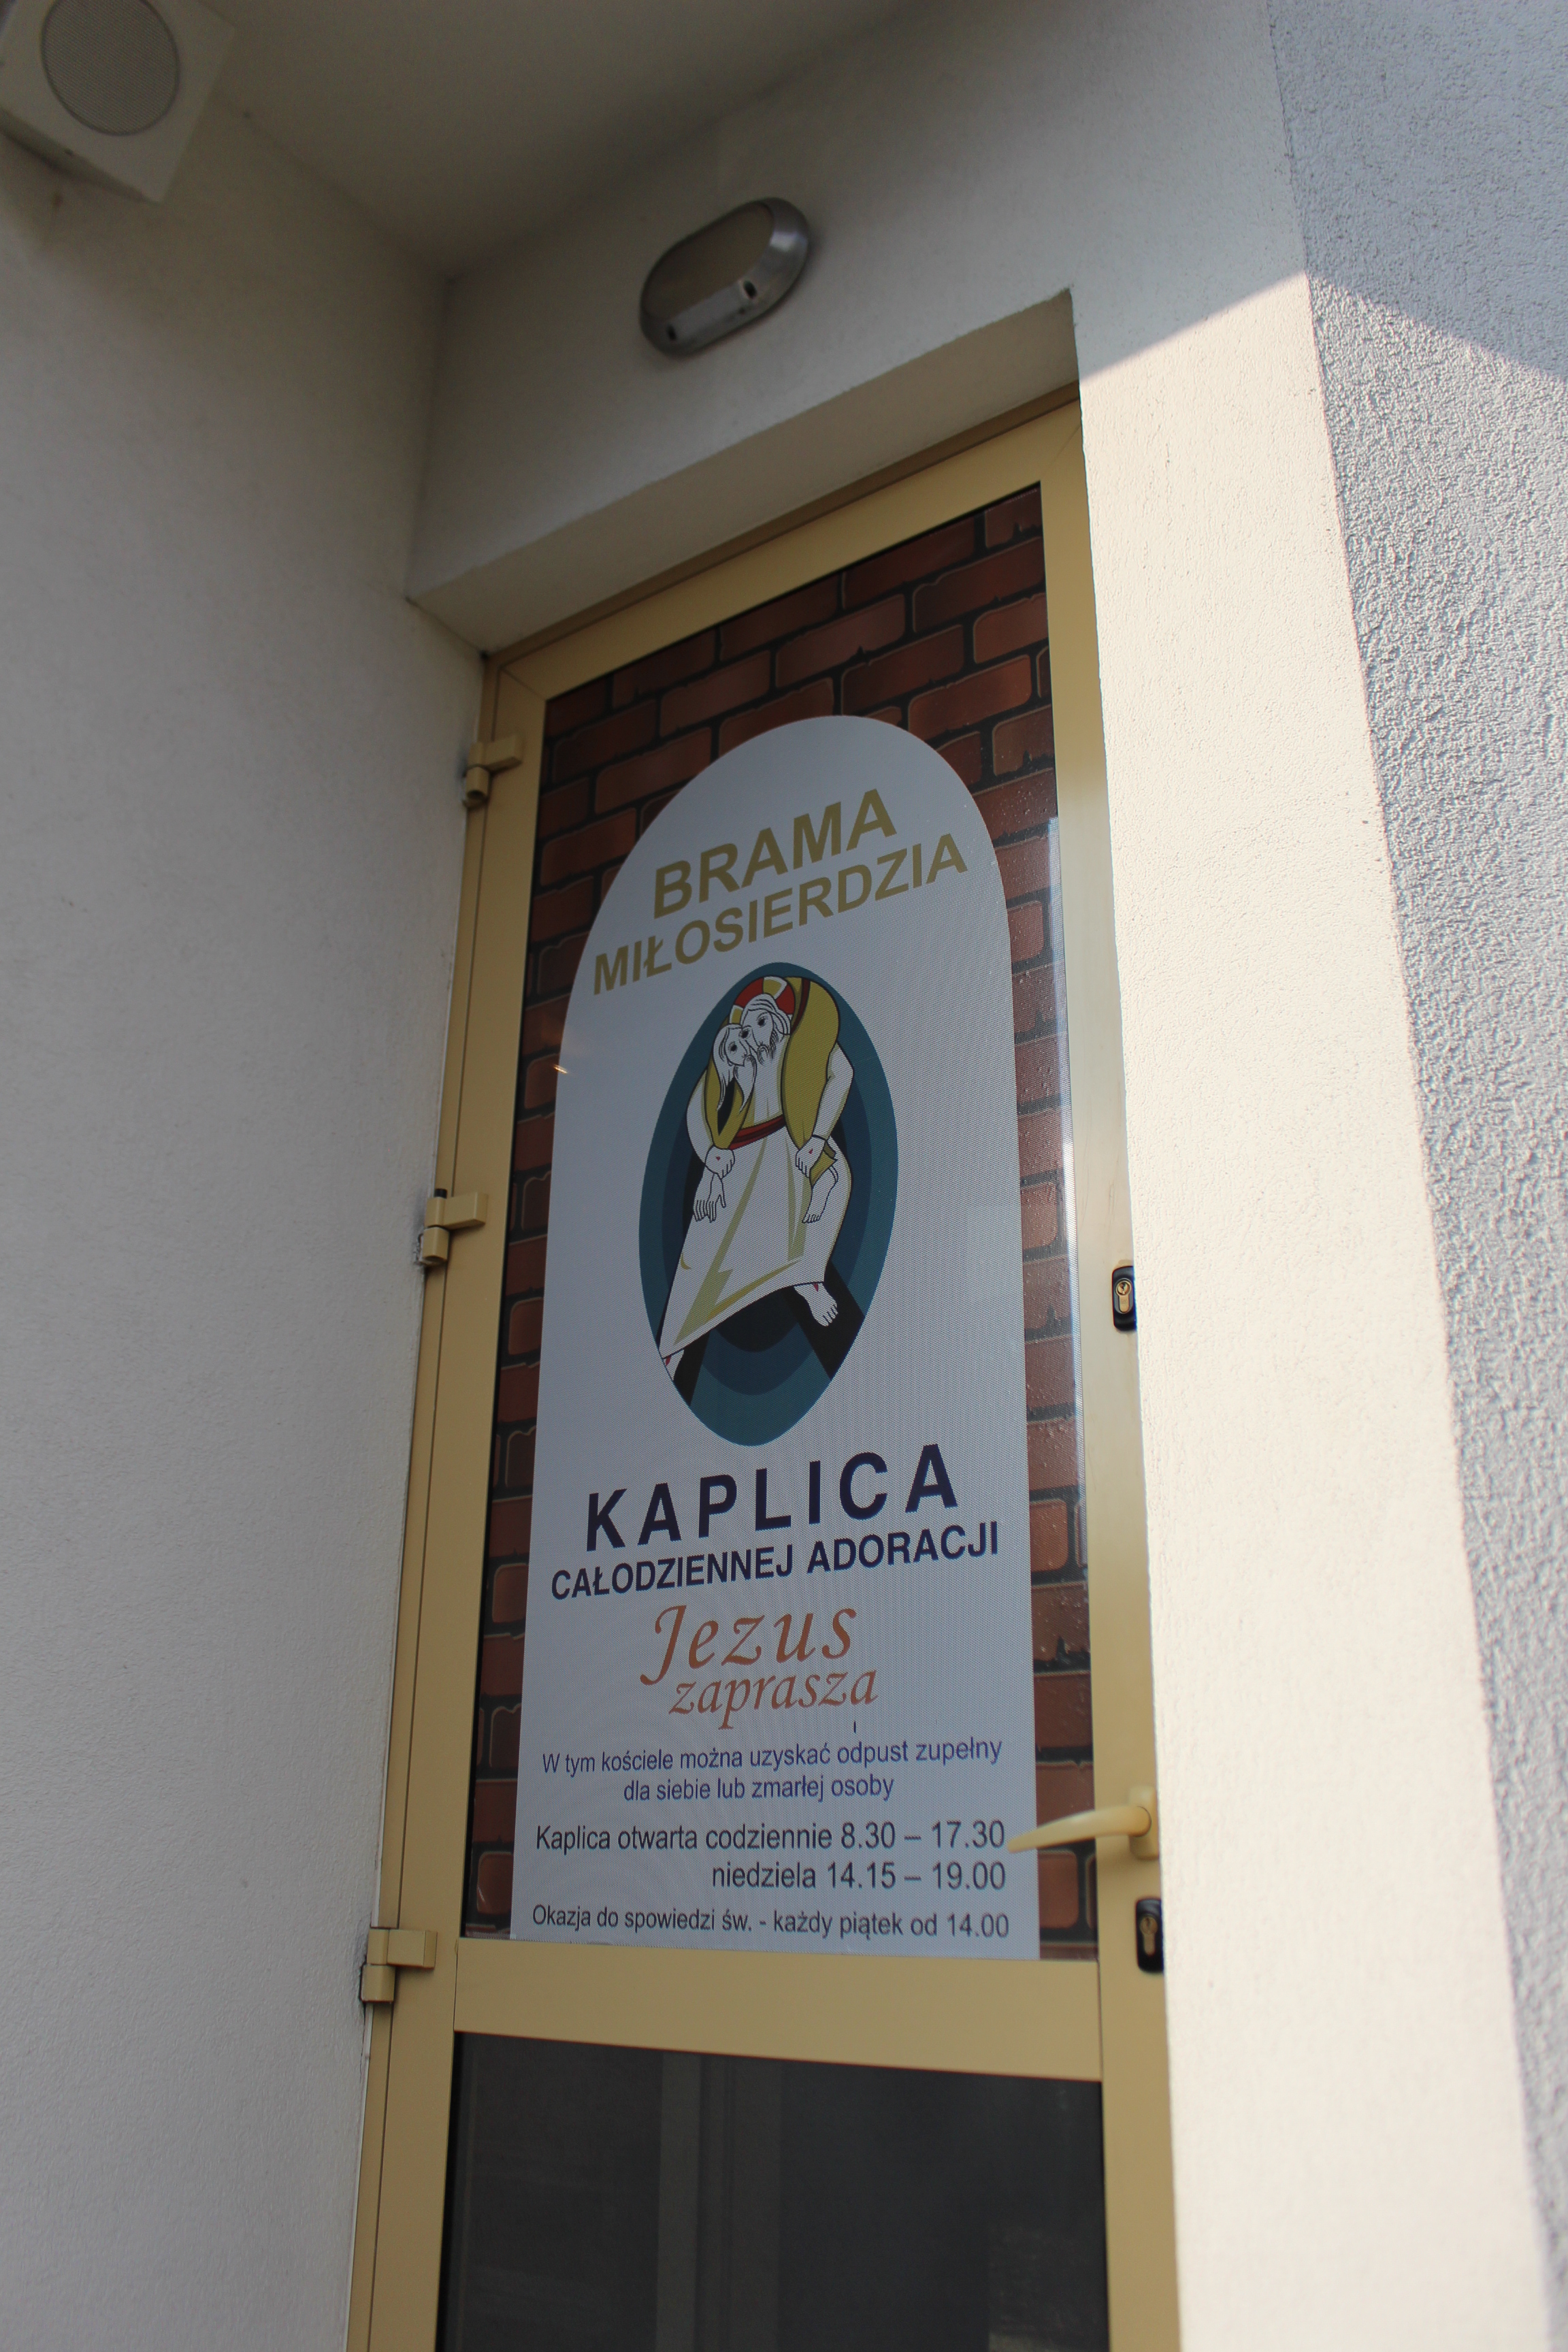 BRAMA
MIŁOSIERDZIA
KAPLICA
CAŁODZIENNEJ ADORACJI
Jezus
zaprasza
W tym kościele można uzyskać odpust zupełny
dla siebie lub zmarłej osoby
Kaplica otwarta codziennie 8.30 – 17.30
niedziela 14.15 – 19.00
Okazja do spowiedzi św. - każdy piątek od 14.00